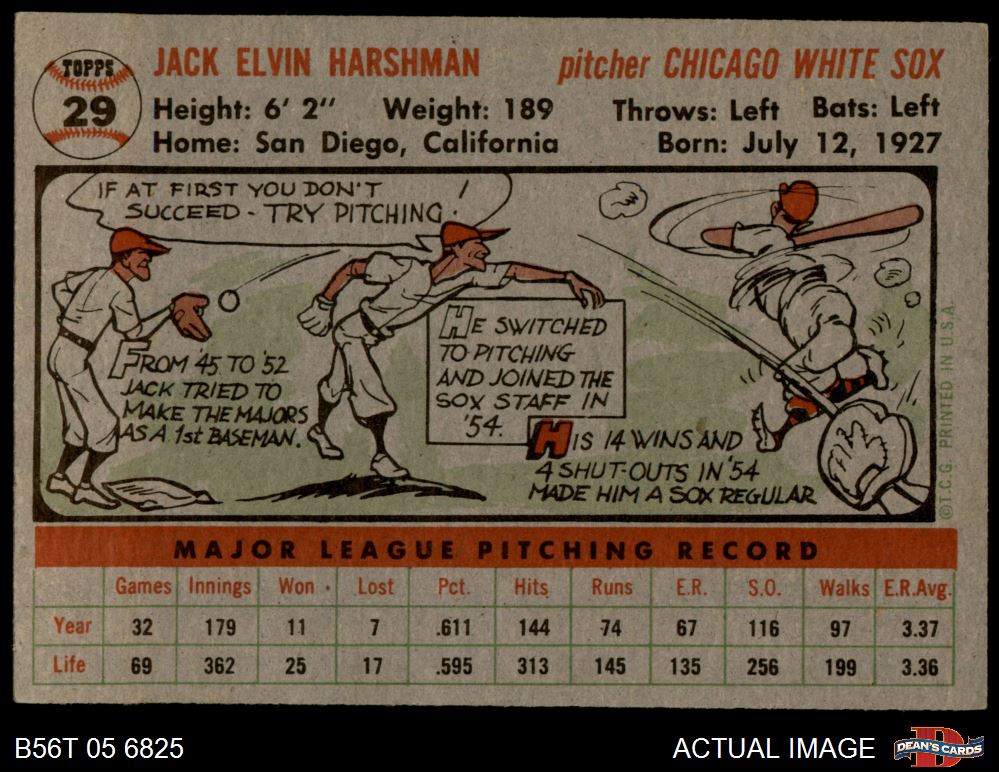 TOPPS
29
JACK ELVIN HARSHMAN pitcher CHICAGO WHITE SOX
Height: 6' 2" Weight: 189 Throws: Left Bats: Left
Home: San Diego, California Born: July 12, 1927
IF AT FIRST YOU DON'T
SUCCEED - TRY PITCHING!
FROM '45 TO '52
JACK TRIED TO
MAKE THE MAJORS
AS A 1st BASEMAN.
HE SWITCHED
TO PITCHING
AND JOINED THE
SOX STAFF IN
'54.
HIS 14 WINS AND
4 SHUT-OUTS IN '54
MADE HIM A SOX REGULAR
©T.C.G. PRINTED IN U.S.A.
MAJOR LEAGUE PITCHING RECORD
Games Innings Won Lost Pct. Hits Runs E.R. S.O. Walks E.R.Avg.
Year 32 179 11 7 .611 144 74 67 116 97 3.37
Life 69 362 25 17 .595 313 145 135 256 199 3.36
B56T 05 6825 ACTUAL IMAGE DEAN'S CARDS